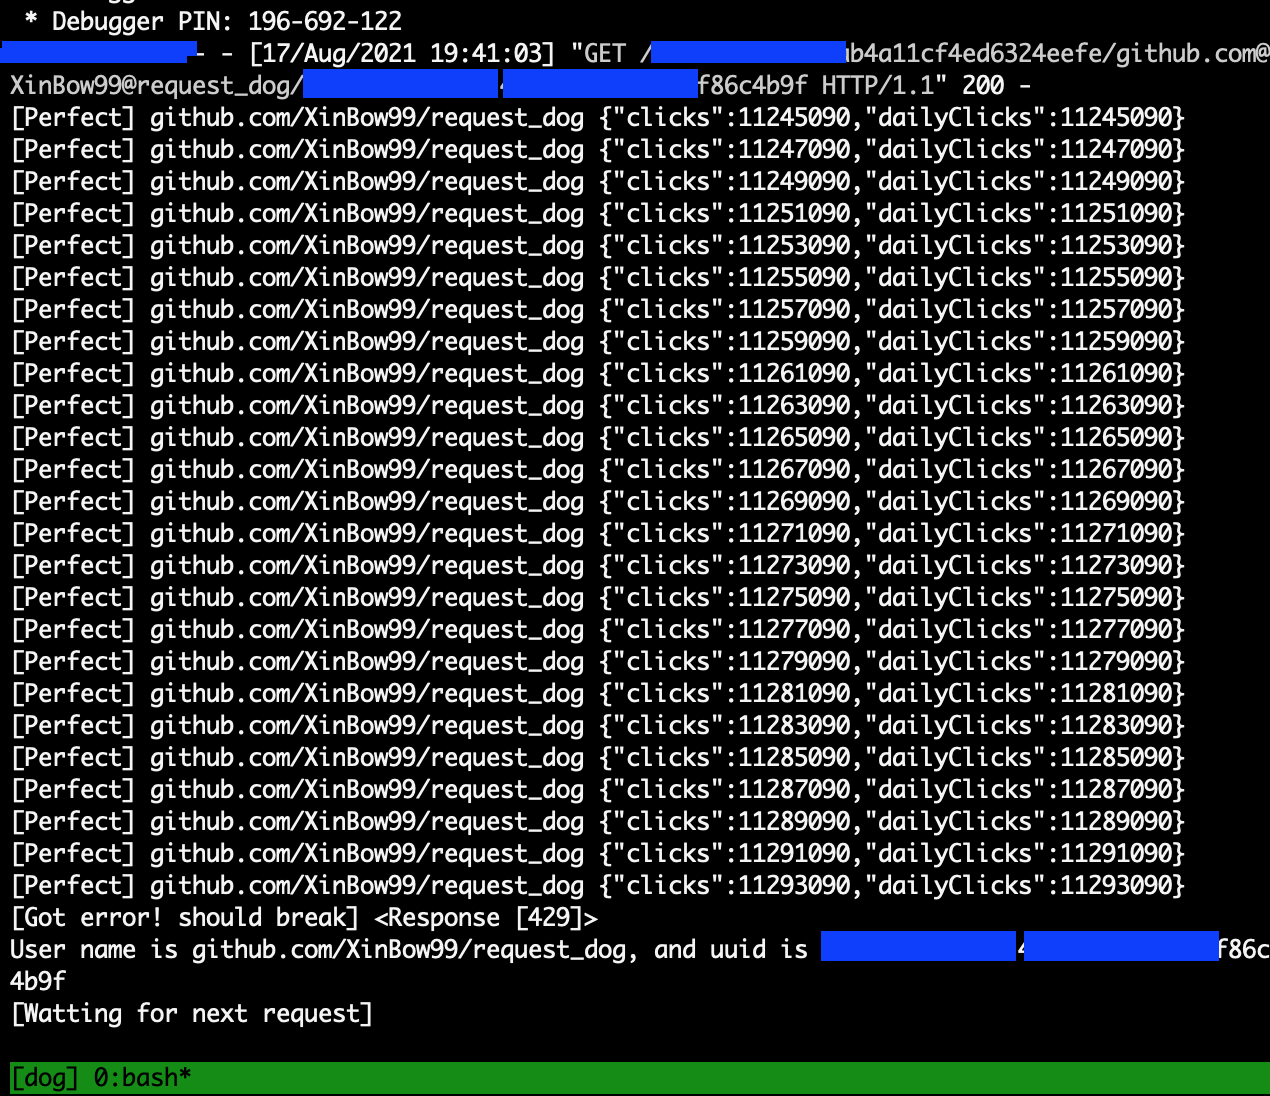 * Debugger PIN: 196-692-122
- - [17/Aug/2021 19:41:03] "GET /ab4a11cf4ed6324eefe/github.com@
XinBow99@request_dog/f86c4b9f HTTP/1.1" 200 -
[Perfect] github.com/XinBow99/request_dog {"clicks":11245090,"dailyClicks":11245090}
[Perfect] github.com/XinBow99/request_dog {"clicks":11247090,"dailyClicks":11247090}
[Perfect] github.com/XinBow99/request_dog {"clicks":11249090,"dailyClicks":11249090}
[Perfect] github.com/XinBow99/request_dog {"clicks":11251090,"dailyClicks":11251090}
[Perfect] github.com/XinBow99/request_dog {"clicks":11253090,"dailyClicks":11253090}
[Perfect] github.com/XinBow99/request_dog {"clicks":11255090,"dailyClicks":11255090}
[Perfect] github.com/XinBow99/request_dog {"clicks":11257090,"dailyClicks":11257090}
[Perfect] github.com/XinBow99/request_dog {"clicks":11259090,"dailyClicks":11259090}
[Perfect] github.com/XinBow99/request_dog {"clicks":11261090,"dailyClicks":11261090}
[Perfect] github.com/XinBow99/request_dog {"clicks":11263090,"dailyClicks":11263090}
[Perfect] github.com/XinBow99/request_dog {"clicks":11265090,"dailyClicks":11265090}
[Perfect] github.com/XinBow99/request_dog {"clicks":11267090,"dailyClicks":11267090}
[Perfect] github.com/XinBow99/request_dog {"clicks":11269090,"dailyClicks":11269090}
[Perfect] github.com/XinBow99/request_dog {"clicks":11271090,"dailyClicks":11271090}
[Perfect] github.com/XinBow99/request_dog {"clicks":11273090,"dailyClicks":11273090}
[Perfect] github.com/XinBow99/request_dog {"clicks":11275090,"dailyClicks":11275090}
[Perfect] github.com/XinBow99/request_dog {"clicks":11277090,"dailyClicks":11277090}
[Perfect] github.com/XinBow99/request_dog {"clicks":11279090,"dailyClicks":11279090}
[Perfect] github.com/XinBow99/request_dog {"clicks":11281090,"dailyClicks":11281090}
[Perfect] github.com/XinBow99/request_dog {"clicks":11283090,"dailyClicks":11283090}
[Perfect] github.com/XinBow99/request_dog {"clicks":11285090,"dailyClicks":11285090}
[Perfect] github.com/XinBow99/request_dog {"clicks":11287090,"dailyClicks":11287090}
[Perfect] github.com/XinBow99/request_dog {"clicks":11289090,"dailyClicks":11289090}
[Perfect] github.com/XinBow99/request_dog {"clicks":11291090,"dailyClicks":11291090}
[Perfect] github.com/XinBow99/request_dog {"clicks":11293090,"dailyClicks":11293090}
[Got error! should break] <Response [429]>
User name is github.com/XinBow99/request_dog, and uuid is f86c
4b9f
[Watting for next request]
[dog] 0:bash*